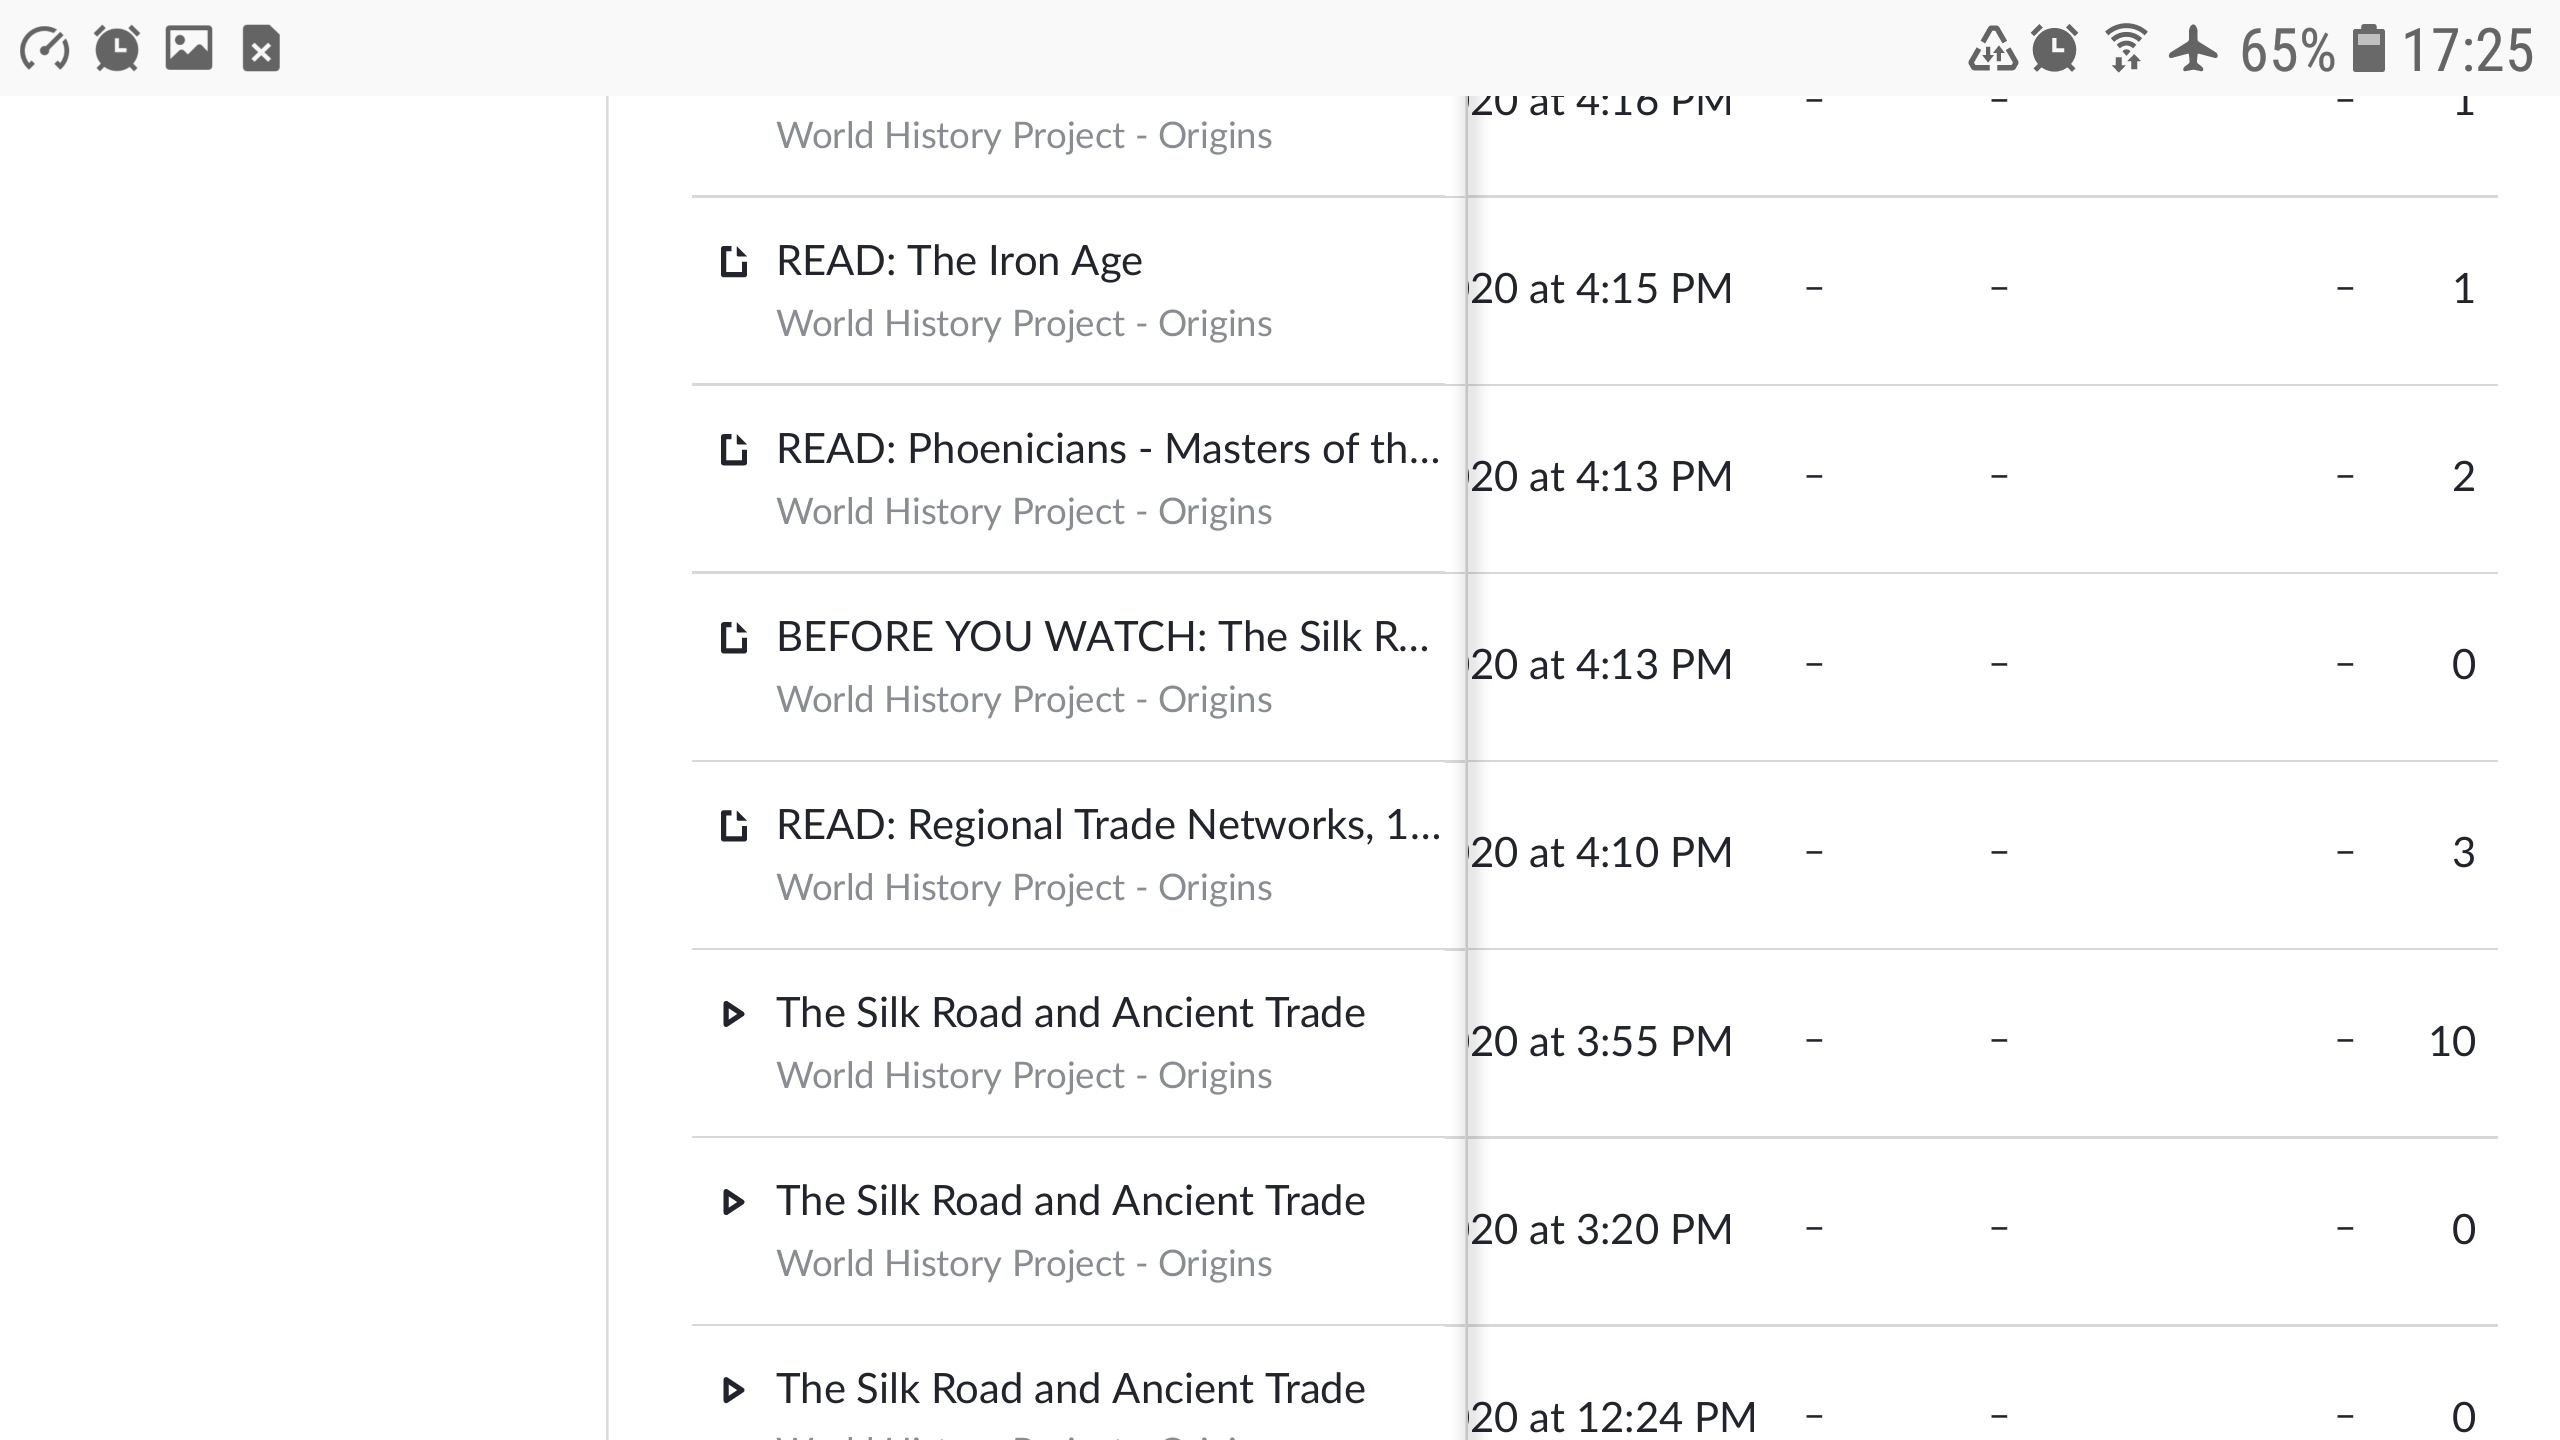 65% 17:25
20 at 4:16 PM – – – 1
World History Project - Origins
READ: The Iron Age
20 at 4:15 PM – – – 1
World History Project - Origins
READ: Phoenicians - Masters of th...
20 at 4:13 PM – – – 2
World History Project - Origins
BEFORE YOU WATCH: The Silk R...
20 at 4:13 PM – – – 0
World History Project - Origins
READ: Regional Trade Networks, 1...
20 at 4:10 PM – – – 3
World History Project - Origins
The Silk Road and Ancient Trade
20 at 3:55 PM – – – 10
World History Project - Origins
The Silk Road and Ancient Trade
20 at 3:20 PM – – – 0
World History Project - Origins
The Silk Road and Ancient Trade
20 at 12:24 PM – – – 0